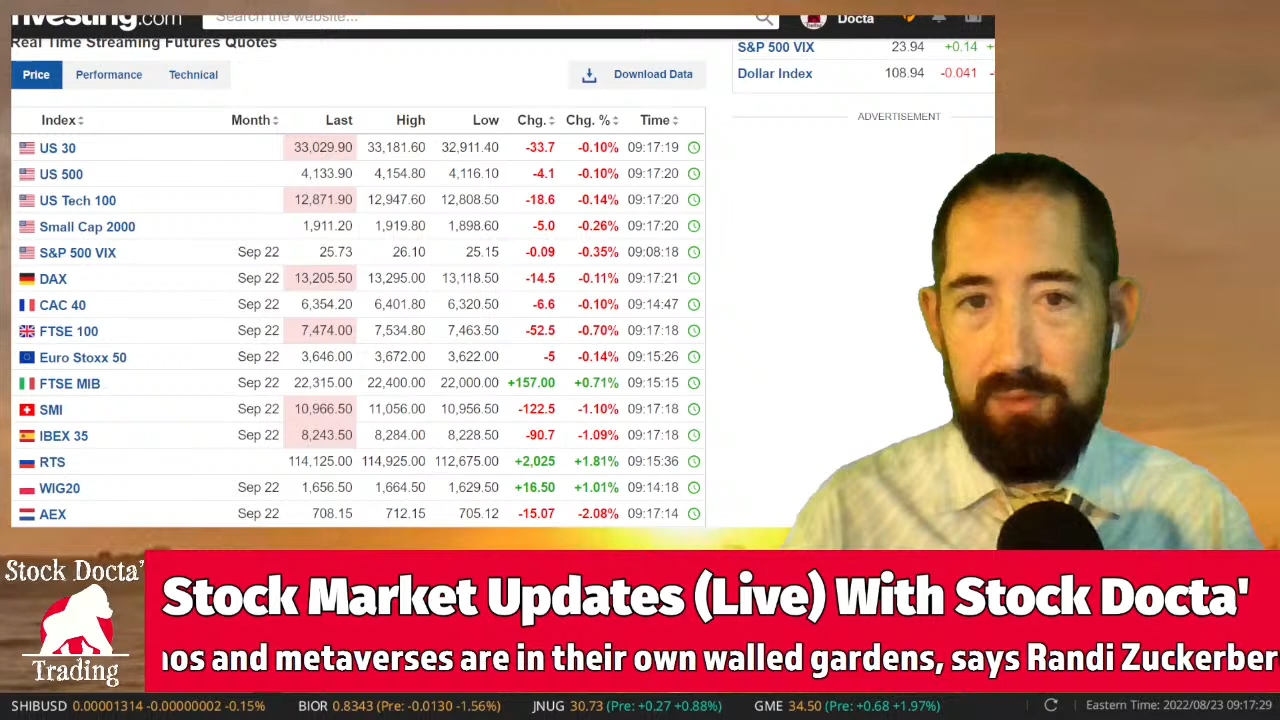 Investing.com
Search the website...
Docta
Real Time Streaming Futures Quotes
Price Performance Technical
Download Data
S&P 500 VIX 23.94 +0.14 +
Dollar Index 108.94 -0.041 -
ADVERTISEMENT
Index Month Last High Low Chg. Chg. % Time
US 30 33,029.90 33,181.60 32,911.40 -33.7 -0.10% 09:17:19
US 500 4,133.90 4,154.80 4,116.10 -4.1 -0.10% 09:17:20
US Tech 100 12,871.90 12,947.60 12,808.50 -18.6 -0.14% 09:17:20
Small Cap 2000 1,911.20 1,919.80 1,898.60 -5.0 -0.26% 09:17:20
S&P 500 VIX Sep 22 25.73 26.10 25.15 -0.09 -0.35% 09:08:18
DAX Sep 22 13,205.50 13,295.00 13,118.50 -14.5 -0.11% 09:17:21
CAC 40 Sep 22 6,354.20 6,401.80 6,320.50 -6.6 -0.10% 09:14:47
FTSE 100 Sep 22 7,474.00 7,534.80 7,463.50 -52.5 -0.70% 09:17:18
Euro Stoxx 50 Sep 22 3,646.00 3,672.00 3,622.00 -5 -0.14% 09:15:26
FTSE MIB Sep 22 22,315.00 22,400.00 22,000.00 +157.00 +0.71% 09:15:15
SMI Sep 22 10,966.50 11,056.00 10,956.50 -122.5 -1.10% 09:17:18
IBEX 35 Sep 22 8,243.50 8,284.00 8,228.50 -90.7 -1.09% 09:17:18
RTS 114,125.00 114,925.00 112,675.00 +2,025 +1.81% 09:15:36
WIG20 Sep 22 1,656.50 1,664.50 1,629.50 +16.50 +1.01% 09:14:18
AEX Sep 22 708.15 712.15 705.12 -15.07 -2.08% 09:17:14
Stock Docta'
Trading
Stock Market Updates (Live) With Stock Docta'
os and metaverses are in their own walled gardens, says Randi Zuckerber
SHIBUSD 0.00001314 -0.00000002 -0.15% BIOR 0.8343 (Pre: -0.0130 -1.56%) JNUG 30.73 (Pre: +0.27 +0.88%) GME 34.50 (Pre: +0.68 +1.97%) Eastern Time: 2022/08/23 09:17:29